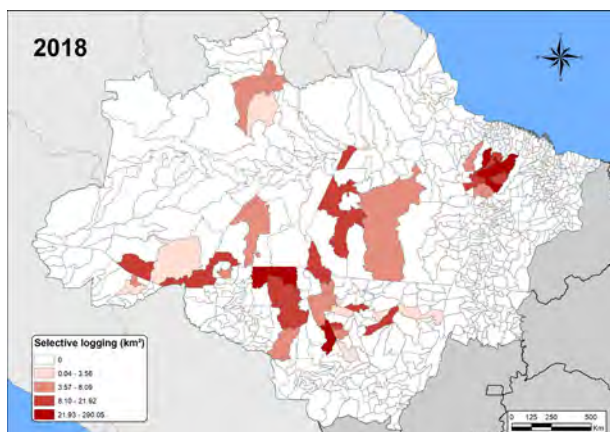 2018
Selective logging (km²)
0
0.04 - 3.56
3.57 - 8.09
8.10 - 21.92
21.93 - 290.05
0 125 250 500
Km